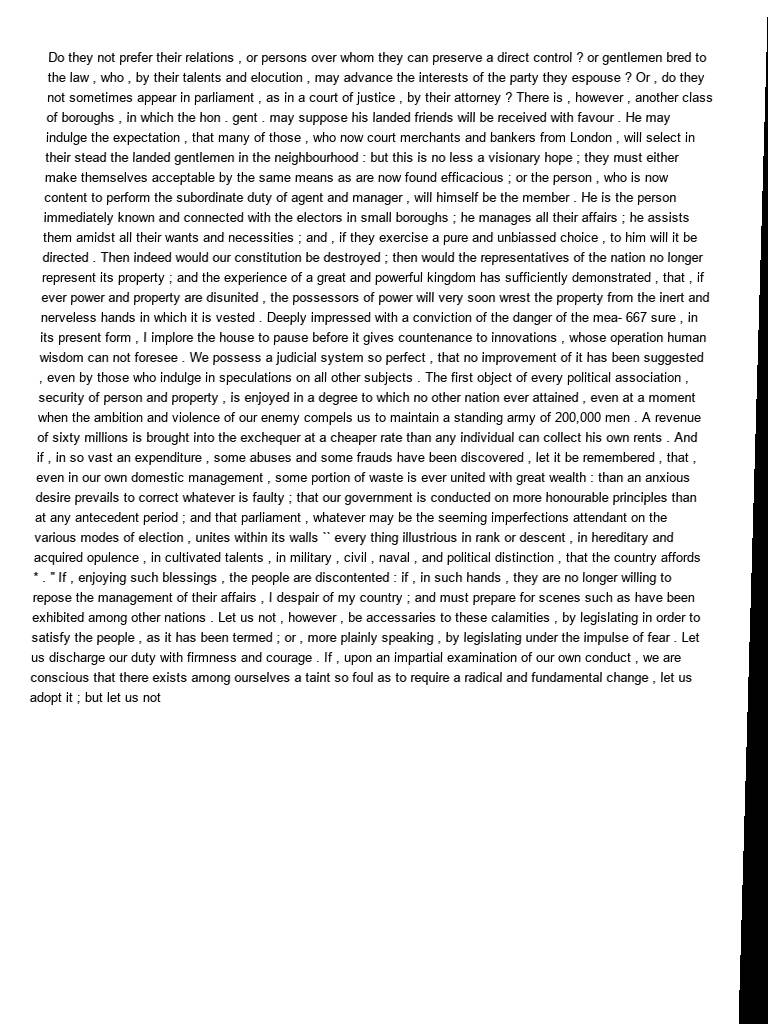 Do they not prefer their relations , or persons over whom they can preserve a direct control ? or gentlemen bred to
the law , who , by their talents and elocution , may advance the interests of the party they espouse ? Or , do they
not sometimes appear in parliament , as in a court of justice , by their attorney ? There is , however , another class
of boroughs , in which the hon . gent . may suppose his landed friends will be received with favour . He may
indulge the expectation , that many of those , who now court merchants and bankers from London , will select in
their stead the landed gentlemen in the neighbourhood : but this is no less a visionary hope ; they must either
make themselves acceptable by the same means as are now found efficacious ; or the person , who is now
content to perform the subordinate duty of agent and manager , will himself be the member . He is the person
immediately known and connected with the electors in small boroughs ; he manages all their affairs ; he assists
them amidst all their wants and necessities ; and , if they exercise a pure and unbiassed choice , to him will it be
directed . Then indeed would our constitution be destroyed ; then would the representatives of the nation no longer
represent its property ; and the experience of a great and powerful kingdom has sufficiently demonstrated , that , if
ever power and property are disunited , the possessors of power will very soon wrest the property from the inert and
nerveless hands in which it is vested . Deeply impressed with a conviction of the danger of the mea- 667 sure , in
its present form , I implore the house to pause before it gives countenance to innovations , whose operation human
wisdom can not foresee . We possess a judicial system so perfect , that no improvement of it has been suggested
, even by those who indulge in speculations on all other subjects . The first object of every political association ,
security of person and property , is enjoyed in a degree to which no other nation ever attained , even at a moment
when the ambition and violence of our enemy compels us to maintain a standing army of 200,000 men . A revenue
of sixty millions is brought into the exchequer at a cheaper rate than any individual can collect his own rents . And
if , in so vast an expenditure , some abuses and some frauds have been discovered , let it be remembered , that ,
even in our own domestic management , some portion of waste is ever united with great wealth : than an anxious
desire prevails to correct whatever is faulty ; that our government is conducted on more honourable principles than
at any antecedent period ; and that parliament , whatever may be the seeming imperfections attendant on the
various modes of election , unites within its walls `` every thing illustrious in rank or descent , in hereditary and
acquired opulence , in cultivated talents , in military , civil , naval , and political distinction , that the country affords
* . '' If , enjoying such blessings , the people are discontented : if , in such hands , they are no longer willing to
repose the management of their affairs , I despair of my country ; and must prepare for scenes such as have been
exhibited among other nations . Let us not , however , be accessaries to these calamities , by legislating in order to
satisfy the people , as it has been termed ; or , more plainly speaking , by legislating under the impulse of fear . Let
us discharge our duty with firmness and courage . If , upon an impartial examination of our own conduct , we are
conscious that there exists among ourselves a taint so foul as to require a radical and fundamental change , let us
adopt it ; but let us not